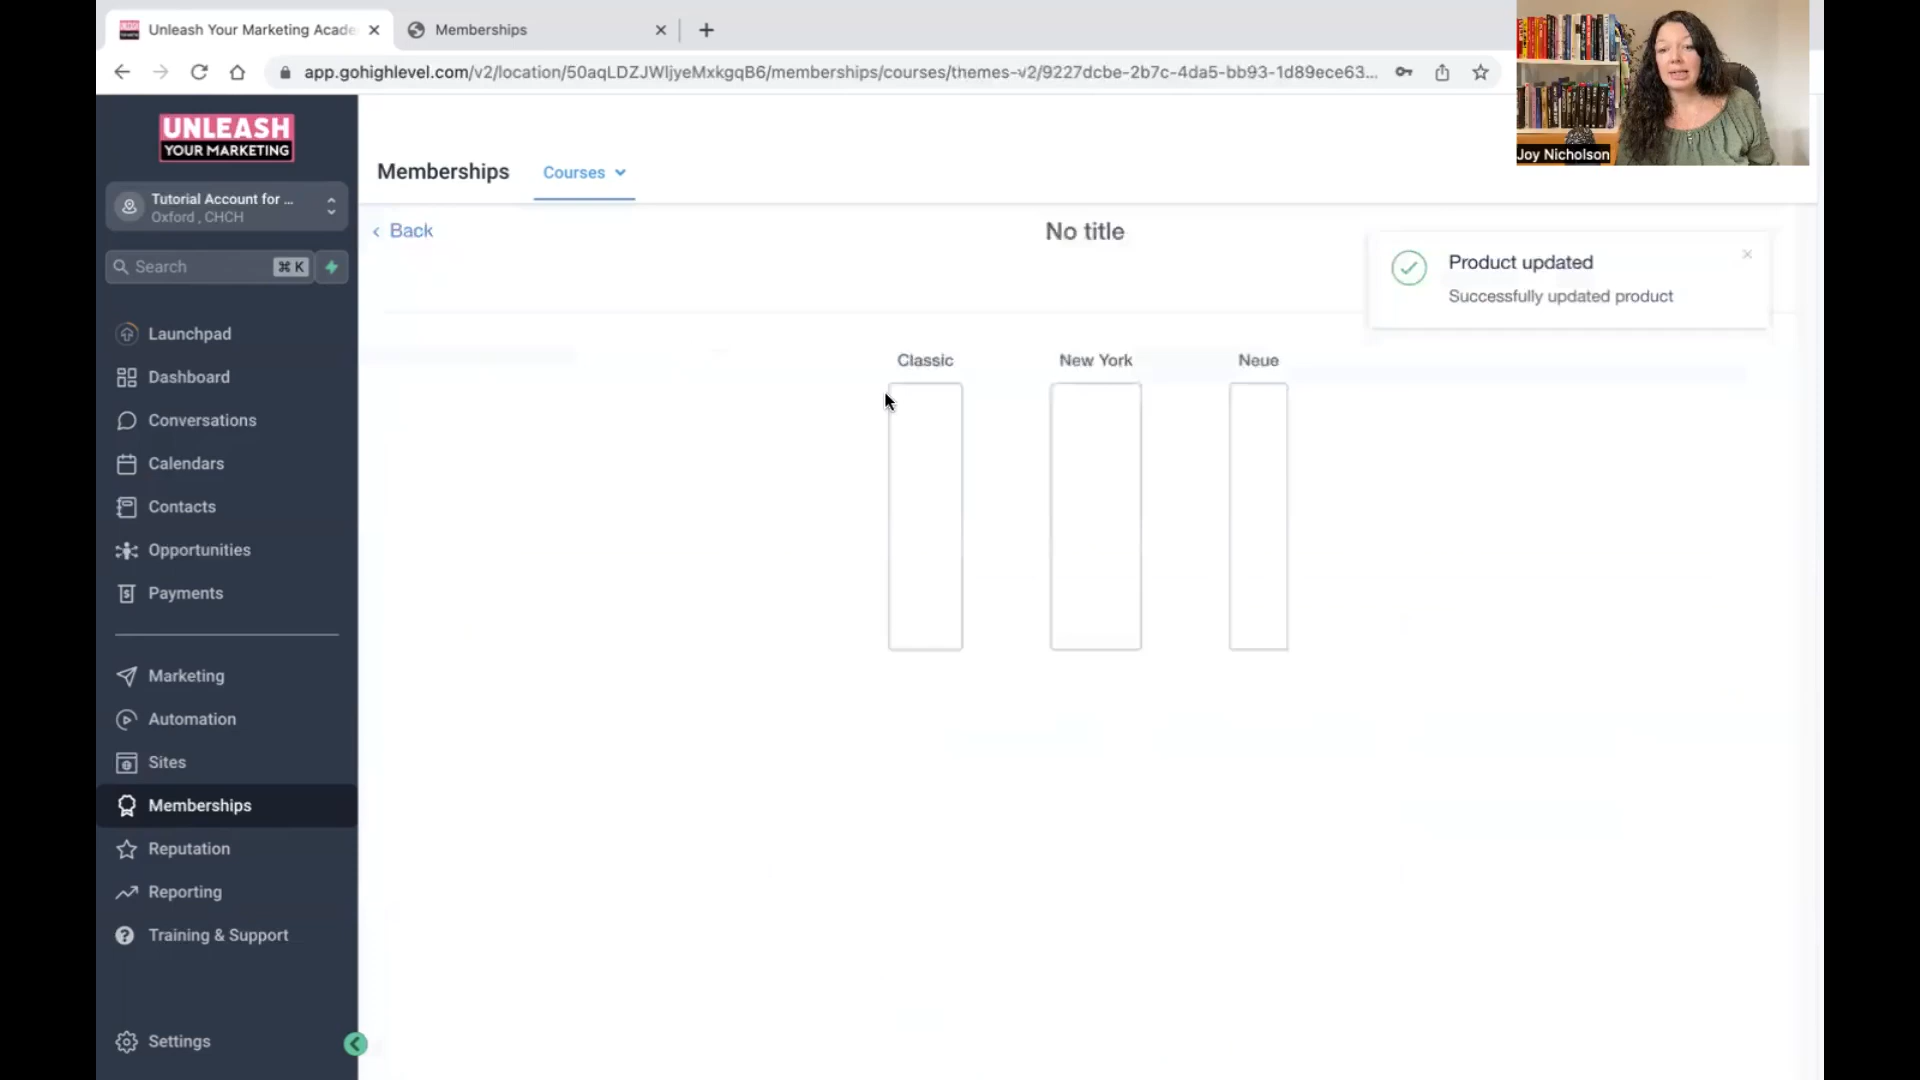 Unleash Your Marketing Acade
Memberships
app.gohighlevel.com/v2/location/50aqLDZJWljyeMxkgqB6/memberships/courses/themes-v2/9227dcbe-2b7c-4da5-bb93-1d89ece63...
Joy Nicholson
UNLEASH
YOUR MARKETING
Tutorial Account for ...
Oxford , CHCH
Search
⌘ K
Launchpad
Dashboard
Conversations
Calendars
Contacts
Opportunities
Payments
Marketing
Automation
Sites
Memberships
Reputation
Reporting
Training & Support
Settings
Memberships
Courses
Back
No title
Product updated
Successfully updated product
Classic
New York
Neue